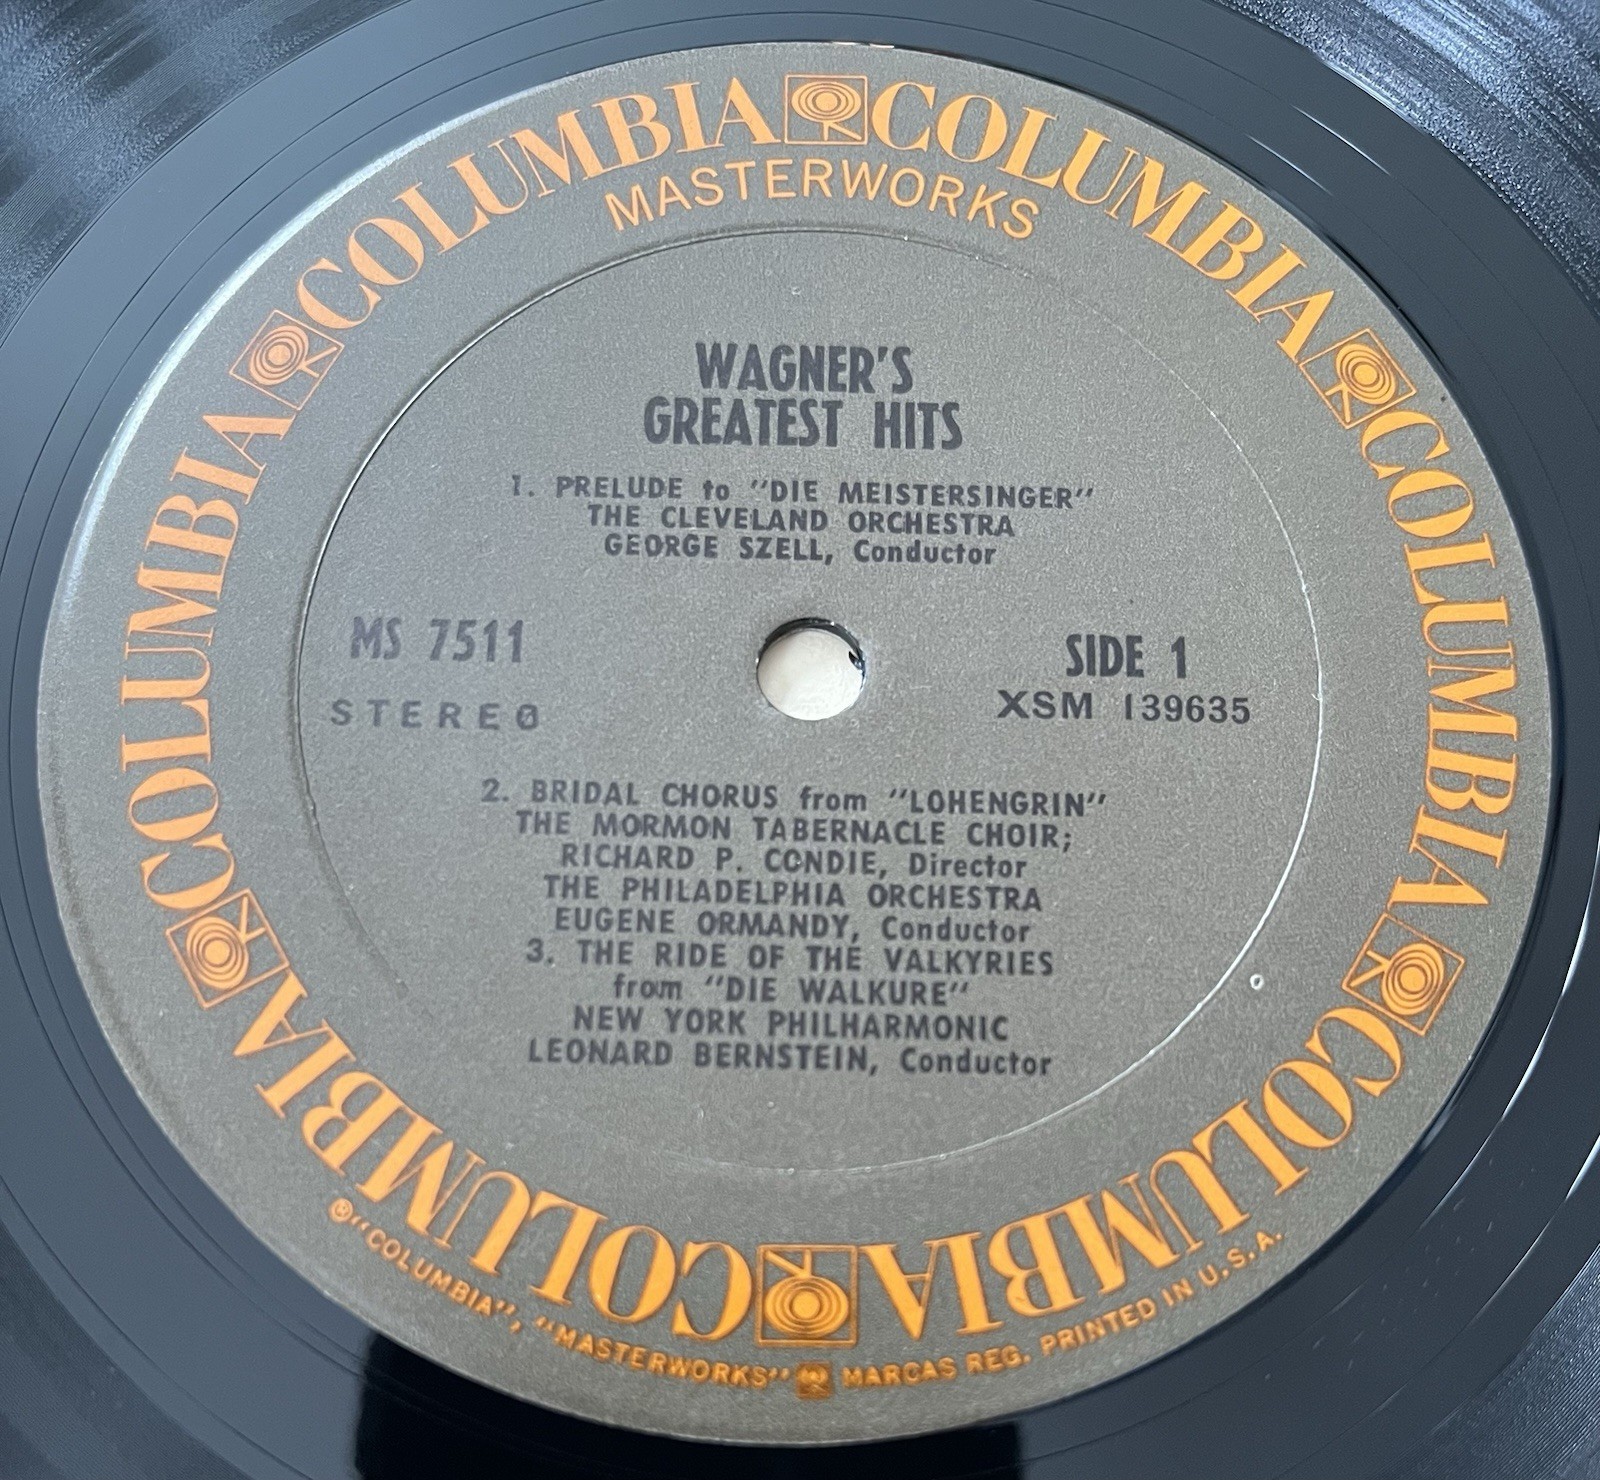 COLUMBIA COLUMBIA COLUMBIA COLUMBIA COLUMBIA COLUMBIA
MASTERWORKS
WAGNER'S
GREATEST HITS
1. PRELUDE to "DIE MEISTERSINGER"
THE CLEVELAND ORCHESTRA
GEORGE SZELL, Conductor
MS 7511
STEREO
SIDE 1
XSM 139635
2. BRIDAL CHORUS from "LOHENGRIN"
THE MORMON TABERNACLE CHOIR;
RICHARD P. CONDIE, Director
THE PHILADELPHIA ORCHESTRA
EUGENE ORMANDY, Conductor
3. THE RIDE OF THE VALKYRIES
from "DIE WALKURE"
NEW YORK PHILHARMONIC
LEONARD BERNSTEIN, Conductor
® "COLUMBIA", "MASTERWORKS" MARCAS REG. PRINTED IN U.S.A.